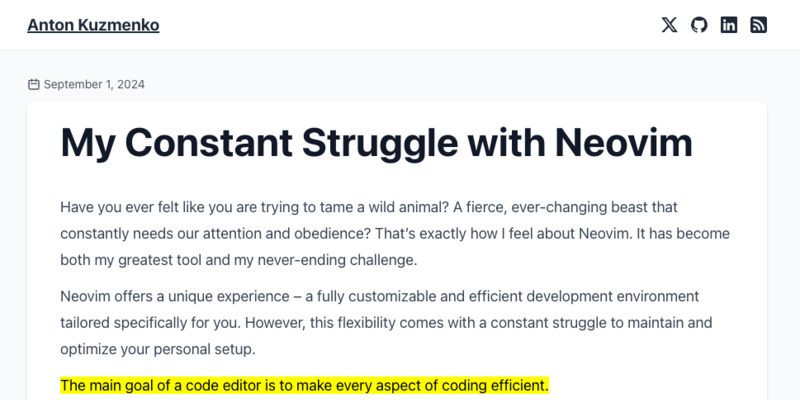 Anton Kuzmenko
September 1, 2024
My Constant Struggle with Neovim
Have you ever felt like you are trying to tame a wild animal? A fierce, ever-changing beast that
constantly needs our attention and obedience? That's exactly how I feel about Neovim. It has become
both my greatest tool and my never-ending challenge.
Neovim offers a unique experience – a fully customizable and efficient development environment
tailored specifically for you. However, this flexibility comes with a constant struggle to maintain and
optimize your personal setup.
The main goal of a code editor is to make every aspect of coding efficient.